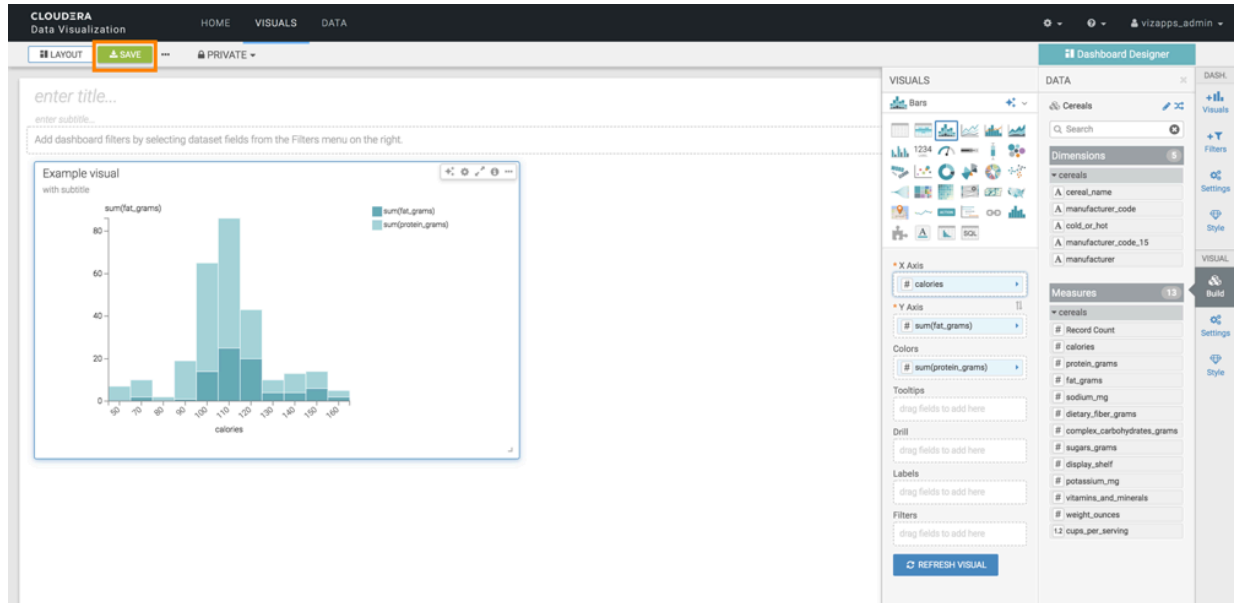 CLOUDERA
Data Visualization
HOME VISUALS DATA
vizapps_admin
LAYOUT SAVE PRIVATE
Dashboard Designer
enter title...
enter subtitle...
Add dashboard filters by selecting dataset fields from the Filters menu on the right.
Example visual
with subtitle
sum(fat_grams)
sum(fat_grams)
sum(protein_grams)
80
60
40
20
0
50 70 80 90 100 110 120 130 140 150 160
calories
VISUALS
Bars
1234
A SQL
* X Axis
# calories
* Y Axis
# sum(fat_grams)
Colors
# sum(protein_grams)
Tooltips
drag fields to add here
Drill
drag fields to add here
Labels
drag fields to add here
Filters
drag fields to add here
REFRESH VISUAL
DATA
Cereals
Search
Dimensions 5
cereals
A cereal_name
A manufacturer_code
A cold_or_hot
A manufacturer_code_15
A manufacturer
Measures 13
cereals
# Record Count
# calories
# protein_grams
# fat_grams
# sodium_mg
# dietary_fiber_grams
# complex_carbohydrates_grams
# sugars_grams
# display_shelf
# potassium_mg
# vitamins_and_minerals
# weight_ounces
1.2 cups_per_serving
DASH.
Visuals
Filters
Settings
Style
VISUAL
Build
Settings
Style